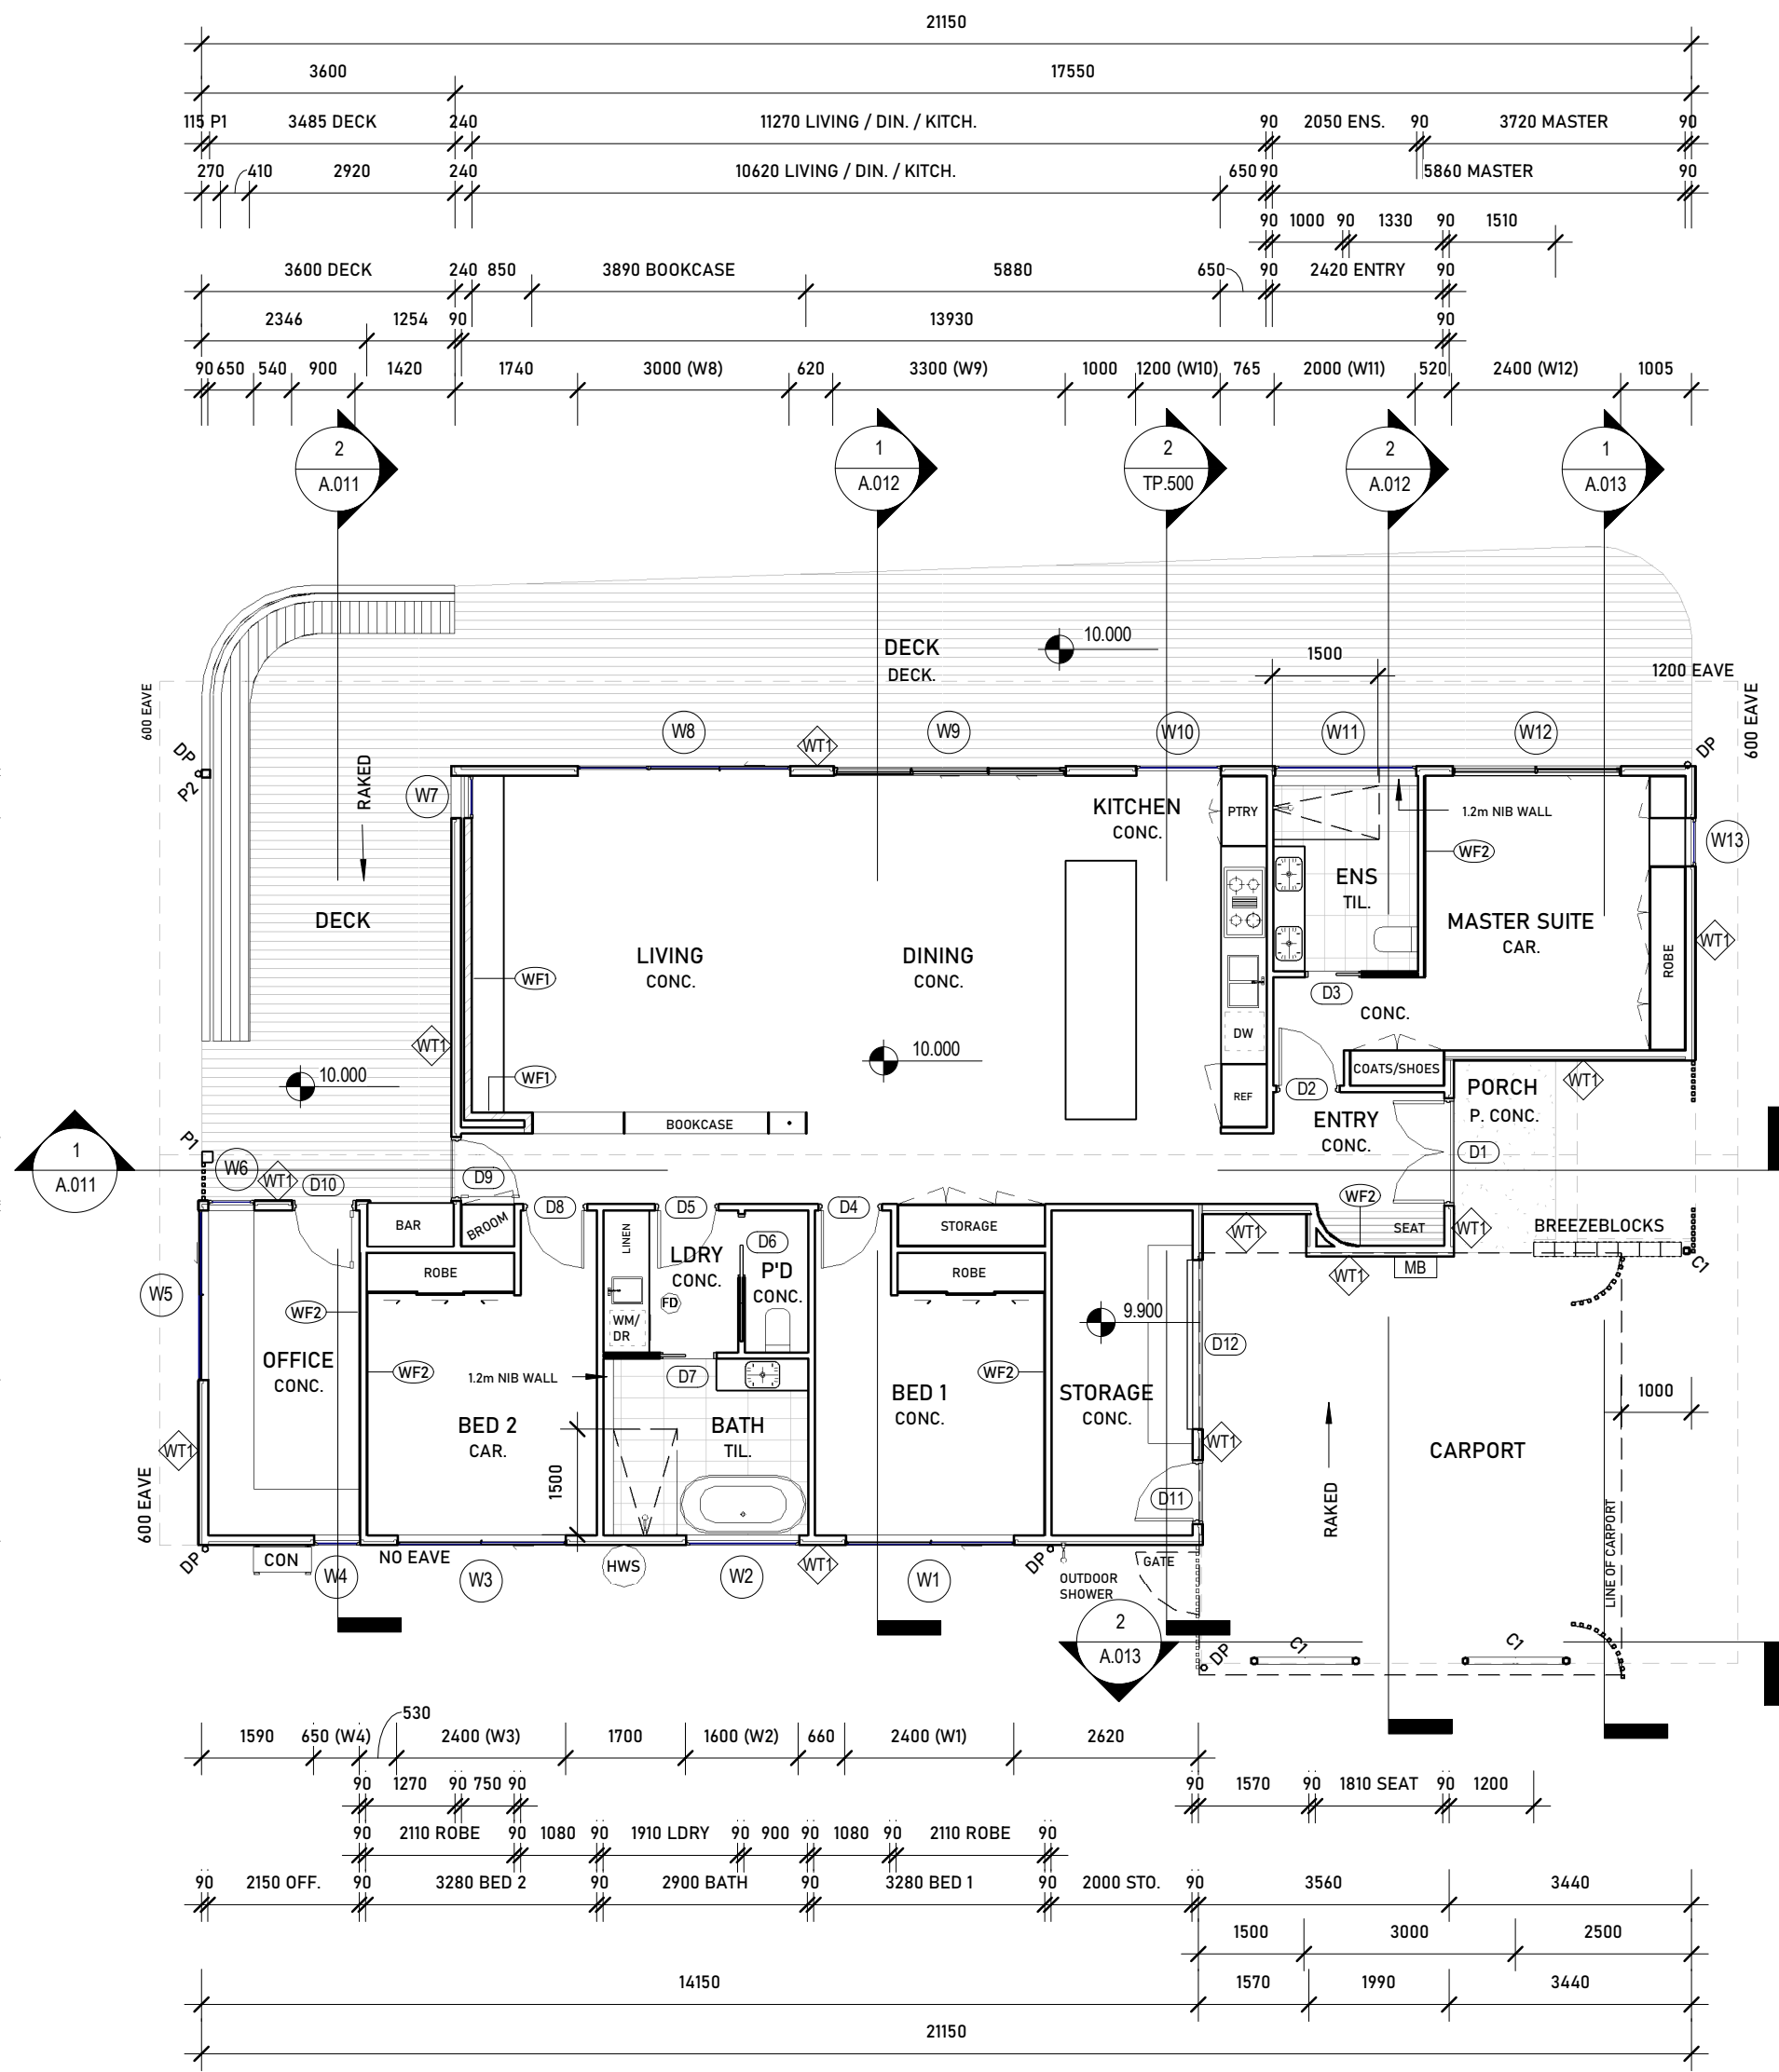 21150
3600 17550
115 P1 3485 DECK 240 11270 LIVING / DIN. / KITCH. 90 2050 ENS. 90 3720 MASTER 90
270 410 2920 240 10620 LIVING / DIN. / KITCH. 650 90 5860 MASTER 90
90 1000 90 1330 90 1510
3600 DECK 240 850 3890 BOOKCASE 5880 650 90 2420 ENTRY 90
2346 1254 90 13930 90
90 650 540 900 1420 1740 3000 (W8) 620 3300 (W9) 1000 1200 (W10) 765 2000 (W11) 520 2400 (W12) 1005
2 1 2 2 1
A.011 A.012 TP.500 A.012 A.013
DECK 10.000
DECK. 1500
1200 EAVE
600 EAVE 600 EAVE
W8 W9 W10 W11 W12
WT1
DP DP
P2 RAKED W7
KITCHEN
CONC.
PTRY 1.2m NIB WALL
W13
WF2
ENS
TIL.
DECK MASTER SUITE
CAR.
WT1
ROBE
LIVING DINING
CONC. CONC.
WF1
D3
CONC.
DW
WT1 10.000
10.000
WF1 REF D2 COATS/SHOES WT1
PORCH
P. CONC.
BOOKCASE ENTRY
CONC.
D1
P1
1
A.011
W6 WT1 D10 D9
D8 D5 D4 WF2
BAR BROOM LINEN STORAGE SEAT WT1 BREEZEBLOCKS
WT1
D6
LDRY
CONC.
P'D
CONC.
ROBE ROBE WT1 MB C1
W5 WF2 FD
WM/
DR
9.900
D12
OFFICE
CONC.
WF2 1.2m NIB WALL D7 WF2
BED 1
CONC.
STORAGE
CONC.
1000
BED 2
CAR.
BATH
TIL.
WT1 WT1 CARPORT
1500
600 EAVE
D11 RAKED
LINE OF CARPORT
DP CON NO EAVE DP GATE
W4 W3 HWS W2 WT1 W1
OUTDOOR
SHOWER
2
A.013
DP C1 C1
530
1590 650 (W4) 2400 (W3) 1700 1600 (W2) 660 2400 (W1) 2620
90 1270 90 750 90 90 1570 90 1810 SEAT 90 1200
90 2110 ROBE 90 1080 90 1910 LDRY 90 900 90 1080 90 2110 ROBE 90
90 2150 OFF. 90 3280 BED 2 90 2900 BATH 90 3280 BED 1 90 2000 STO. 90 3560 3440
1500 3000 2500
14150 1570 1990 3440
21150